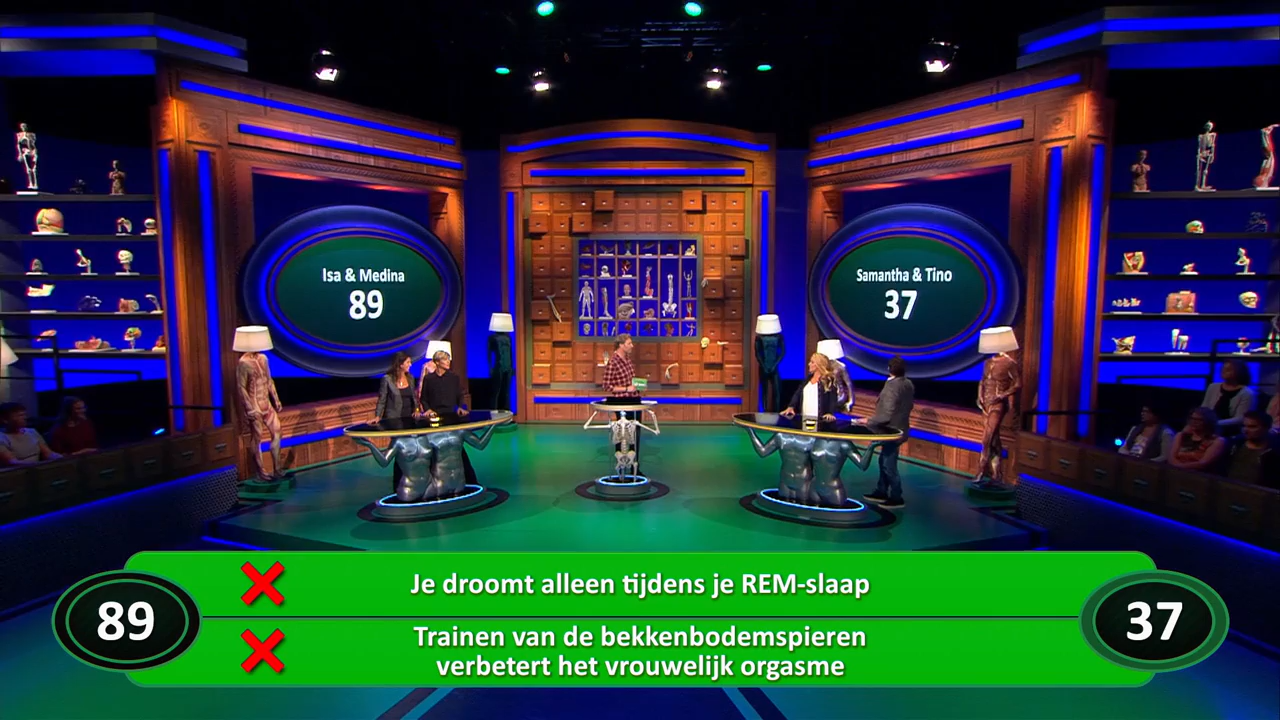 Isa & Medina
89
Samantha & Tino
37
89
Je droomt alleen tijdens je REM-slaap
Trainen van de bekkenbodemspieren
verbetert het vrouwelijk orgasme
37